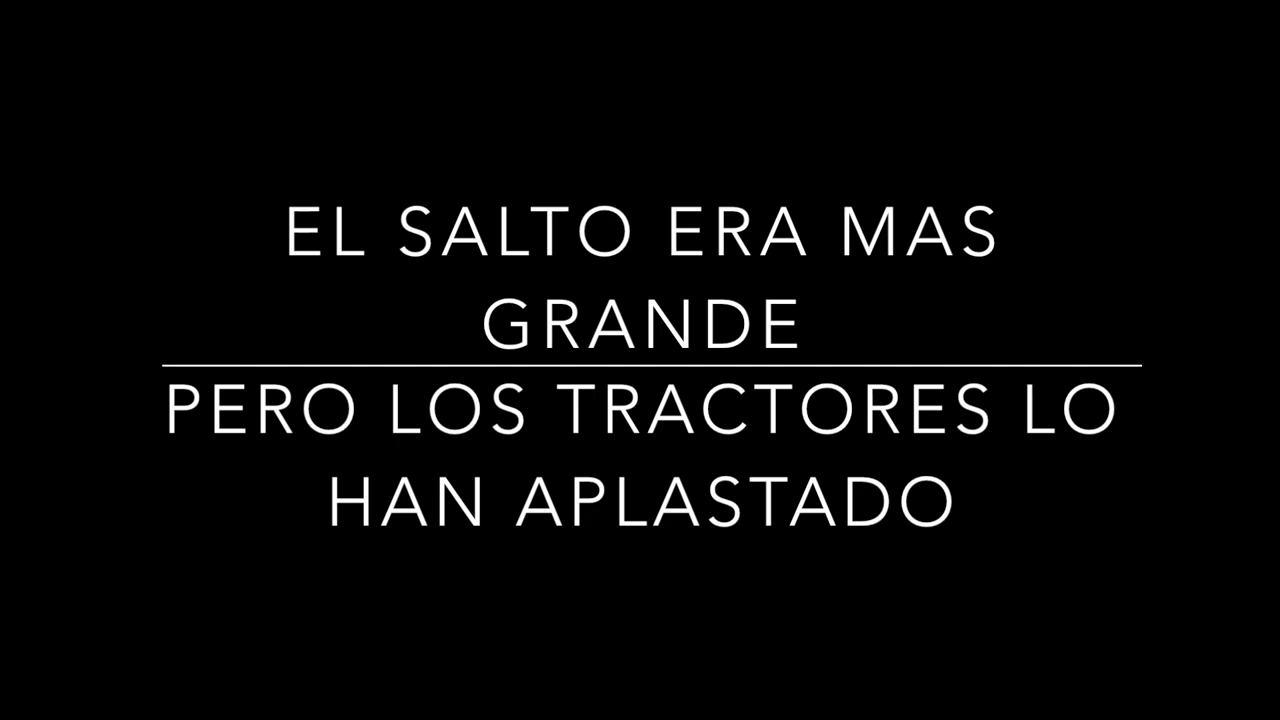 EL SALTO ERA MAS
GRANDE
PERO LOS TRACTORES LO
HAN APLASTADO